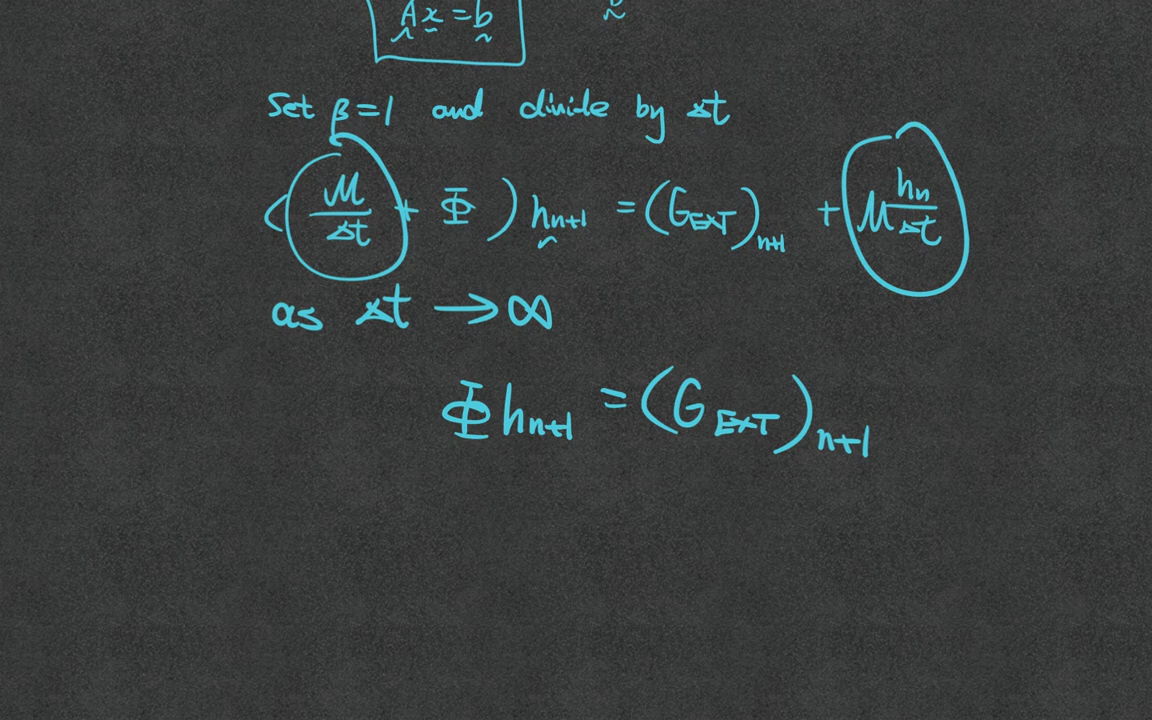 Ax = b
Set β = 1 and divide by Δt
(M/Δt + Φ) hn+1 = (GEXT)n+1 + M hn/Δt
as Δt → ∞
Φ hn+1 = (GEXT)n+1